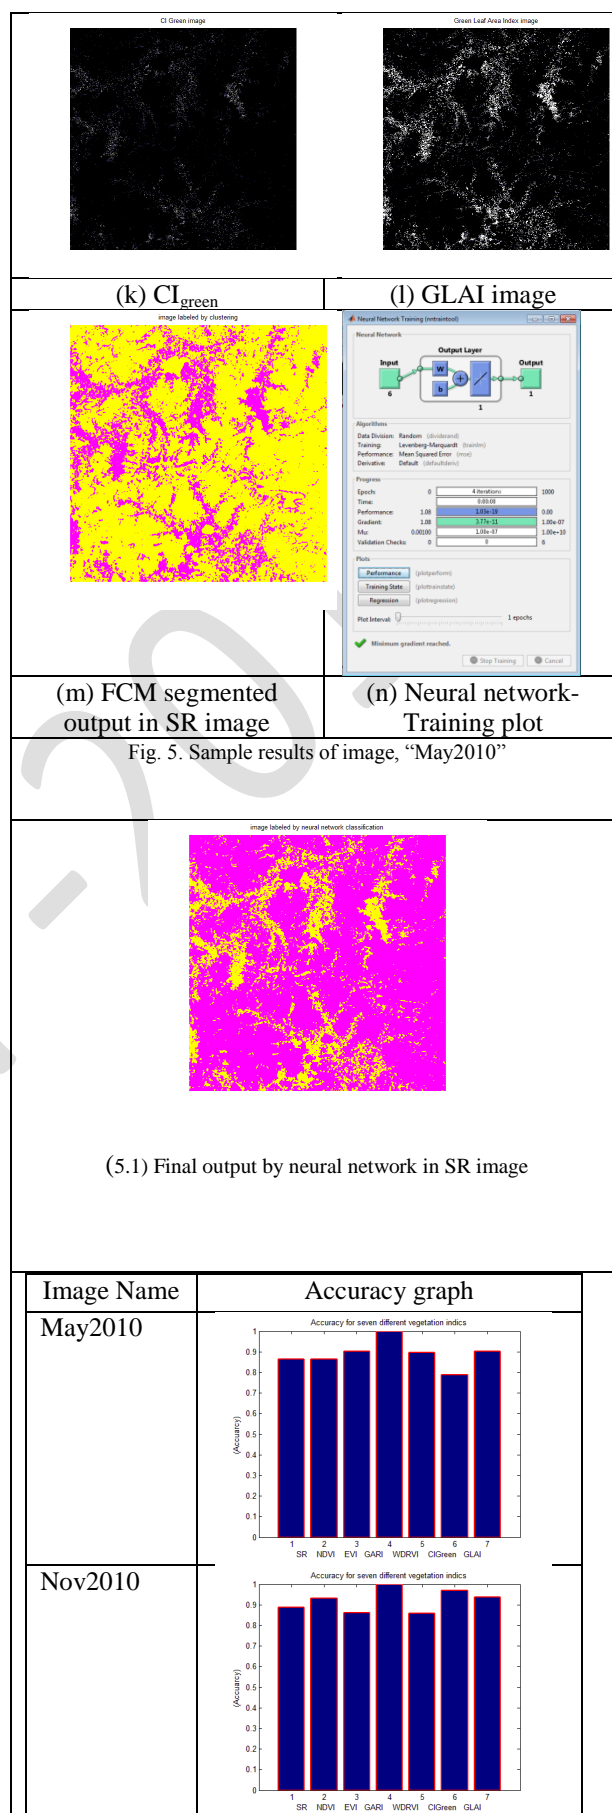 CI Green image
Green Leaf Area Index image
(k) CIgreen
(l) GLAI image
image labeled by clustering
Neural Network Training (nntraintool)
Neural Network
Output Layer
Input
Output
W
b
6
1
1
Algorithms
Data Division: Random (dividerand)
Training: Levenberg-Marquardt (trainlm)
Performance: Mean Squared Error (mse)
Derivative: Default (defaultderiv)
Progress
Epoch: 0 4 iterations 1000
Time: 0:00:00
Performance: 1.08 1.03e-19 0.00
Gradient: 1.08 3.77e-11 1.00e-07
Mu: 0.00100 1.00e-07 1.00e+10
Validation Checks: 0 0 6
Plots
Performance (plotperform)
Training State (plottrainstate)
Regression (plotregression)
Plot Interval: 1 epochs
Minimum gradient reached.
Stop Training Cancel
(m) FCM segmented
output in SR image
(n) Neural network-
Training plot
Fig. 5. Sample results of image, “May2010”
image labeled by neural network classification
(5.1) Final output by neural network in SR image
Image Name
Accuracy graph
May2010
Accuracy for seven different vegetation indics
(Accuarcy)
1
0.9
0.8
0.7
0.6
0.5
0.4
0.3
0.2
0.1
0
1 2 3 4 5 6 7
SR NDVI EVI GARI WDRVI CIGreen GLAI
Nov2010
Accuracy for seven different vegetation indics
(Accuarcy)
1
0.9
0.8
0.7
0.6
0.5
0.4
0.3
0.2
0.1
0
1 2 3 4 5 6 7
SR NDVI EVI GARI WDRVI CIGreen GLAI